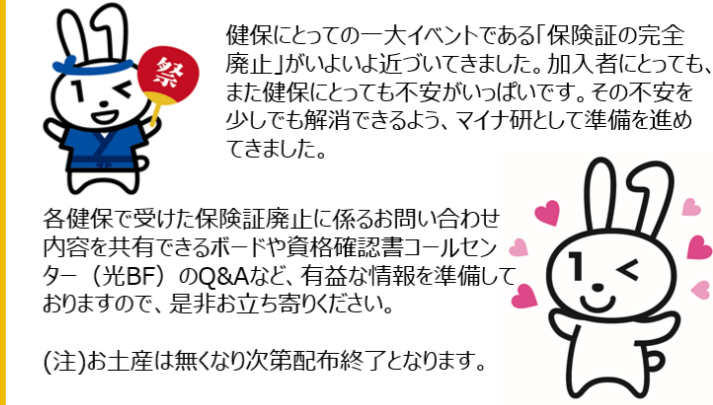 健保にとっての一大イベントである「保険証の完全
廃止」がいよいよ近づいてきました。加入者にとっても、
また健保にとっても不安がいっぱいです。その不安を
少しでも解消できるよう、マイナ研として準備を進め
てきました。
祭
各健保で受けた保険証廃止に係るお問い合わせ
内容を共有できるボードや資格確認書コールセン
ター（光BF）のQ&Aなど、有益な情報を準備して
おりますので、是非お立ち寄りください。
(注)お土産は無くなり次第配布終了となります。